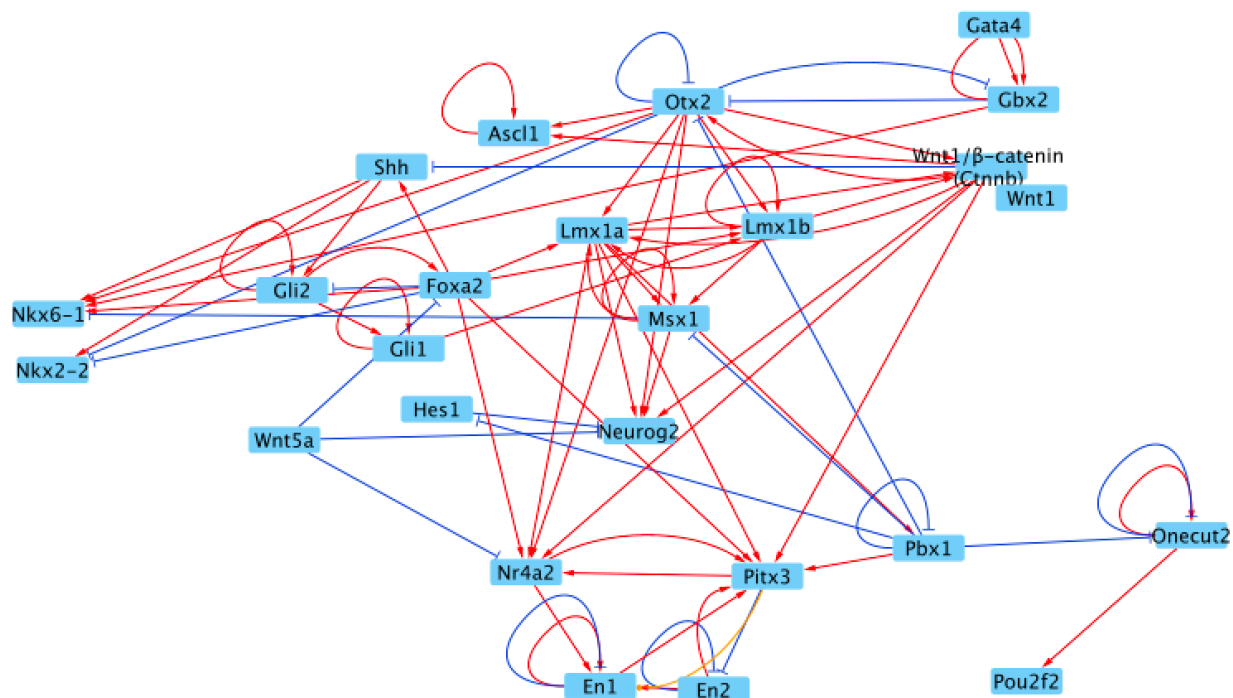 Gata4
Otx2
Gbx2
Ascl1
Shh
Wnt1/β-catenin
(Ctnnb)
Wnt1
Lmx1a
Lmx1b
Gli2
Foxa2
Nkx6-1
Msx1
Gli1
Nkx2-2
Hes1
Wnt5a
Neurog2
Onecut2
Pbx1
Nr4a2
Pitx3
En1
En2
Pou2f2